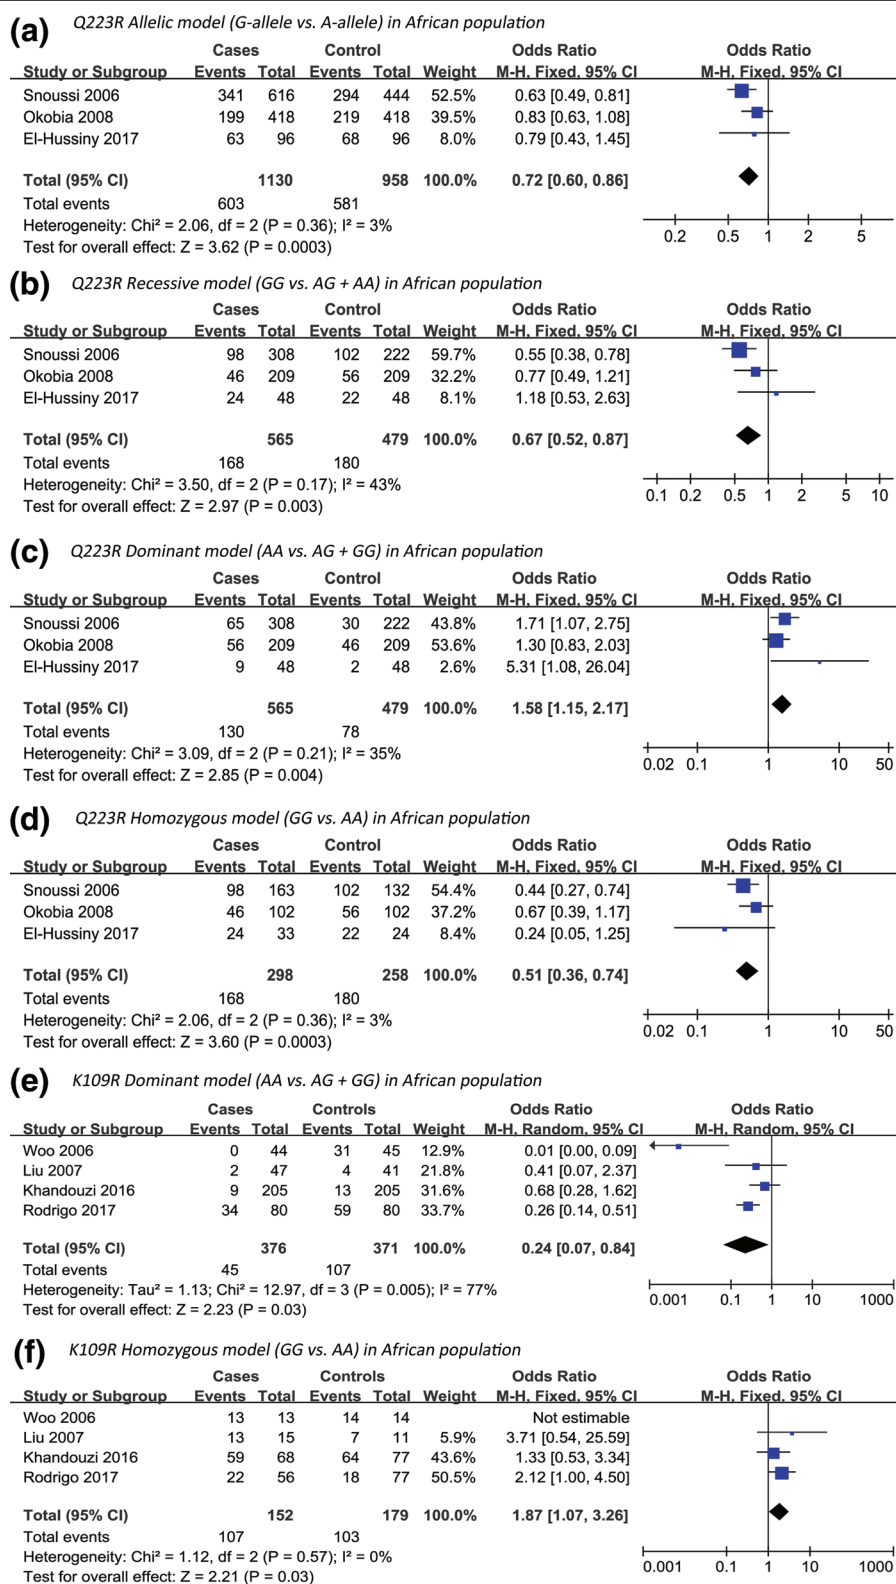 (a) Q223R Allelic model (G-allele vs. A-allele) in African population
Cases Control Odds Ratio Odds Ratio
Study or Subgroup Events Total Events Total Weight M-H, Fixed, 95% CI M-H, Fixed, 95% CI
Snoussi 2006 341 616 294 444 52.5% 0.63 [0.49, 0.81]
Okobia 2008 199 418 219 418 39.5% 0.83 [0.63, 1.08]
El-Hussiny 2017 63 96 68 96 8.0% 0.79 [0.43, 1.45]
Total (95% CI) 1130 958 100.0% 0.72 [0.60, 0.86]
Total events 603 581
Heterogeneity: Chi² = 2.06, df = 2 (P = 0.36); I² = 3%
Test for overall effect: Z = 3.62 (P = 0.0003)
0.2 0.5 1 2 5
(b) Q223R Recessive model (GG vs. AG + AA) in African population
Cases Control Odds Ratio Odds Ratio
Study or Subgroup Events Total Events Total Weight M-H, Fixed, 95% CI M-H, Fixed, 95% CI
Snoussi 2006 98 308 102 222 59.7% 0.55 [0.38, 0.78]
Okobia 2008 46 209 56 209 32.2% 0.77 [0.49, 1.21]
El-Hussiny 2017 24 48 22 48 8.1% 1.18 [0.53, 2.63]
Total (95% CI) 565 479 100.0% 0.67 [0.52, 0.87]
Total events 168 180
Heterogeneity: Chi² = 3.50, df = 2 (P = 0.17); I² = 43%
Test for overall effect: Z = 2.97 (P = 0.003)
0.1 0.2 0.5 1 2 5 10
(c) Q223R Dominant model (AA vs. AG + GG) in African population
Cases Control Odds Ratio Odds Ratio
Study or Subgroup Events Total Events Total Weight M-H, Fixed, 95% CI M-H, Fixed, 95% CI
Snoussi 2006 65 308 30 222 43.8% 1.71 [1.07, 2.75]
Okobia 2008 56 209 46 209 53.6% 1.30 [0.83, 2.03]
El-Hussiny 2017 9 48 2 48 2.6% 5.31 [1.08, 26.04]
Total (95% CI) 565 479 100.0% 1.58 [1.15, 2.17]
Total events 130 78
Heterogeneity: Chi² = 3.09, df = 2 (P = 0.21); I² = 35%
Test for overall effect: Z = 2.85 (P = 0.004)
0.02 0.1 1 10 50
(d) Q223R Homozygous model (GG vs. AA) in African population
Cases Control Odds Ratio Odds Ratio
Study or Subgroup Events Total Events Total Weight M-H, Fixed, 95% CI M-H, Fixed, 95% CI
Snoussi 2006 98 163 102 132 54.4% 0.44 [0.27, 0.74]
Okobia 2008 46 102 56 102 37.2% 0.67 [0.39, 1.17]
El-Hussiny 2017 24 33 22 24 8.4% 0.24 [0.05, 1.25]
Total (95% CI) 298 258 100.0% 0.51 [0.36, 0.74]
Total events 168 180
Heterogeneity: Chi² = 2.06, df = 2 (P = 0.36); I² = 3%
Test for overall effect: Z = 3.60 (P = 0.0003)
0.02 0.1 1 10 50
(e) K109R Dominant model (AA vs. AG + GG) in African population
Cases Controls Odds Ratio Odds Ratio
Study or Subgroup Events Total Events Total Weight M-H, Random, 95% CI M-H, Random, 95% CI
Woo 2006 0 44 31 45 12.9% 0.01 [0.00, 0.09]
Liu 2007 2 47 4 41 21.8% 0.41 [0.07, 2.37]
Khandouzi 2016 9 205 13 205 31.6% 0.68 [0.28, 1.62]
Rodrigo 2017 34 80 59 80 33.7% 0.26 [0.14, 0.51]
Total (95% CI) 376 371 100.0% 0.24 [0.07, 0.84]
Total events 45 107
Heterogeneity: Tau² = 1.13; Chi² = 12.97, df = 3 (P = 0.005); I² = 77%
Test for overall effect: Z = 2.23 (P = 0.03)
0.001 0.1 1 10 1000
(f) K109R Homozygous model (GG vs. AA) in African population
Cases Controls Odds Ratio Odds Ratio
Study or Subgroup Events Total Events Total Weight M-H, Fixed, 95% CI M-H, Fixed, 95% CI
Woo 2006 13 13 14 14 Not estimable
Liu 2007 13 15 7 11 5.9% 3.71 [0.54, 25.59]
Khandouzi 2016 59 68 64 77 43.6% 1.33 [0.53, 3.34]
Rodrigo 2017 22 56 18 77 50.5% 2.12 [1.00, 4.50]
Total (95% CI) 152 179 100.0% 1.87 [1.07, 3.26]
Total events 107 103
Heterogeneity: Chi² = 1.12, df = 2 (P = 0.57); I² = 0%
Test for overall effect: Z = 2.21 (P = 0.03)
0.001 0.1 1 10 1000